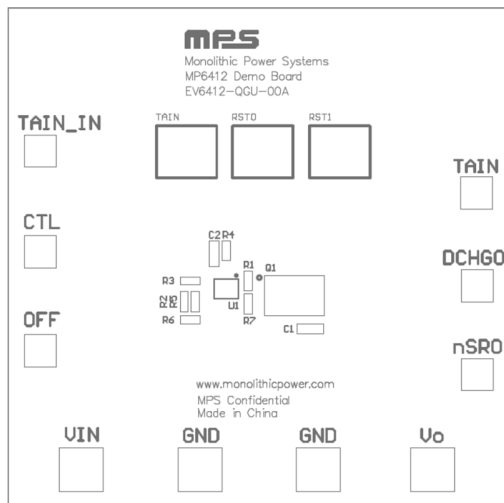 mps
Monolithic Power Systems
MP6412 Demo Board
EV6412-QGU-00A
TAIN_IN
TAIN RST0 RST1
TAIN
CTL
C2 R4
DCHGO
R3 R1 Q1
R2 R5 U1
OFF
R6 R7 C1
nSRO
www.monolithicpower.com
MPS Confidential
Made in China
VIN GND GND Vo